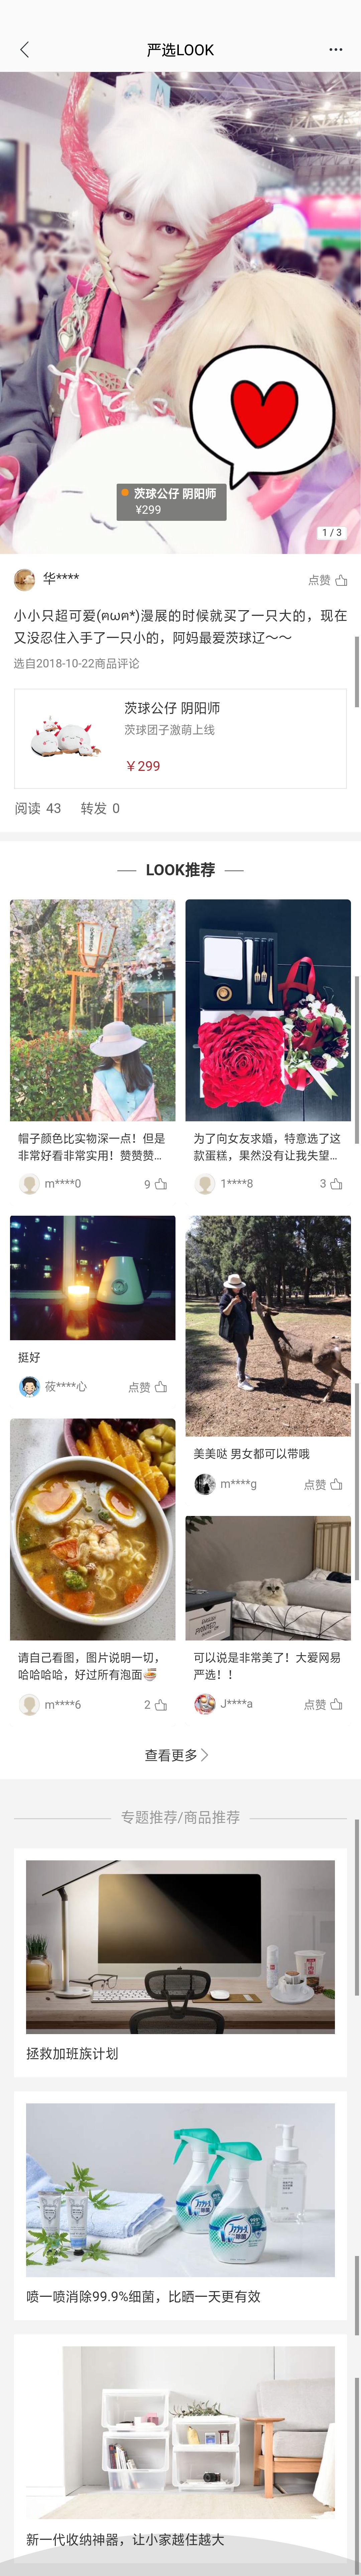 严选LOOK
茨球公仔 阴阳师
¥299
1 / 3
华****
点赞
小小只超可爱(ฅωฅ*)漫展的时候就买了一只大的，现在
又没忍住入手了一只小的，阿妈最爱茨球辽～～
选自2018-10-22商品评论
茨球公仔 阴阳师
茨球团子激萌上线
￥299
阅读 43 转发 0
LOOK推荐
帽子颜色比实物深一点！但是
非常好看非常实用！赞赞赞...
m****0 9
为了向女友求婚，特意选了这
款蛋糕，果然没有让我失望...
1****8 3
挺好
莜****心 点赞
美美哒 男女都可以带哦
m****g 点赞
请自己看图，图片说明一切，
哈哈哈哈，好过所有泡面🍜
m****6 2
可以说是非常美了！大爱网易
严选！！
J****a 点赞
查看更多
专题推荐/商品推荐
拯救加班族计划
除菌
除菌
喷一喷消除99.9%细菌，比晒一天更有效
新一代收纳神器，让小家越住越大